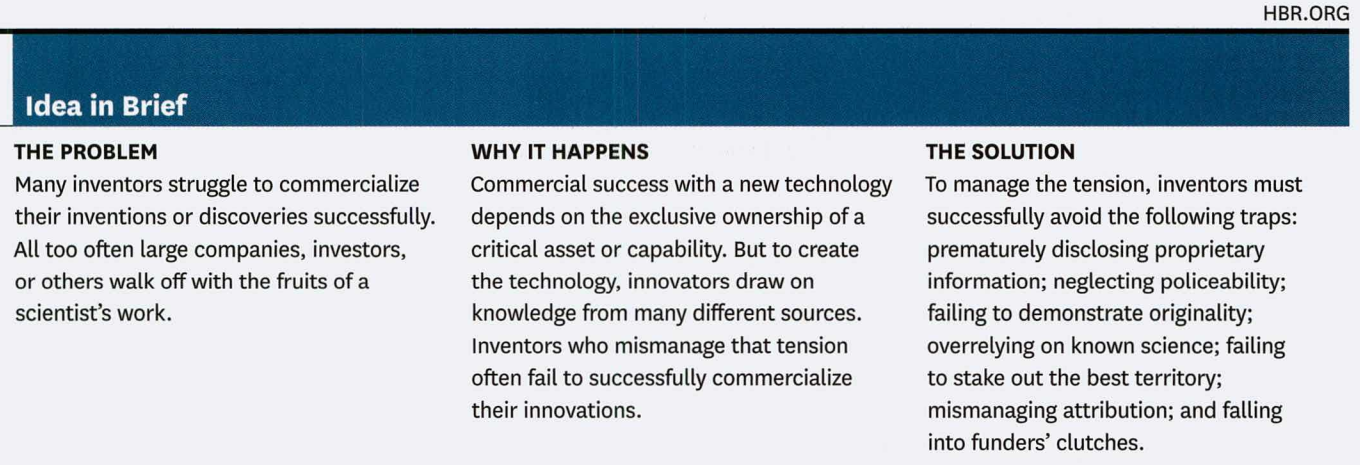 HBR.ORG
Idea in Brief
THE PROBLEM
Many inventors struggle to commercialize
their inventions or discoveries successfully.
All too often large companies, investors,
or others walk off with the fruits of a
scientist's work.
WHY IT HAPPENS
Commercial success with a new technology
depends on the exclusive ownership of a
critical asset or capability. But to create
the technology, innovators draw on
knowledge from many different sources.
Inventors who mismanage that tension
often fail to successfully commercialize
their innovations.
THE SOLUTION
To manage the tension, inventors must
successfully avoid the following traps:
prematurely disclosing proprietary
information; neglecting policeability;
failing to demonstrate originality;
overrelying on known science; failing
to stake out the best territory;
mismanaging attribution; and falling
into funders' clutches.